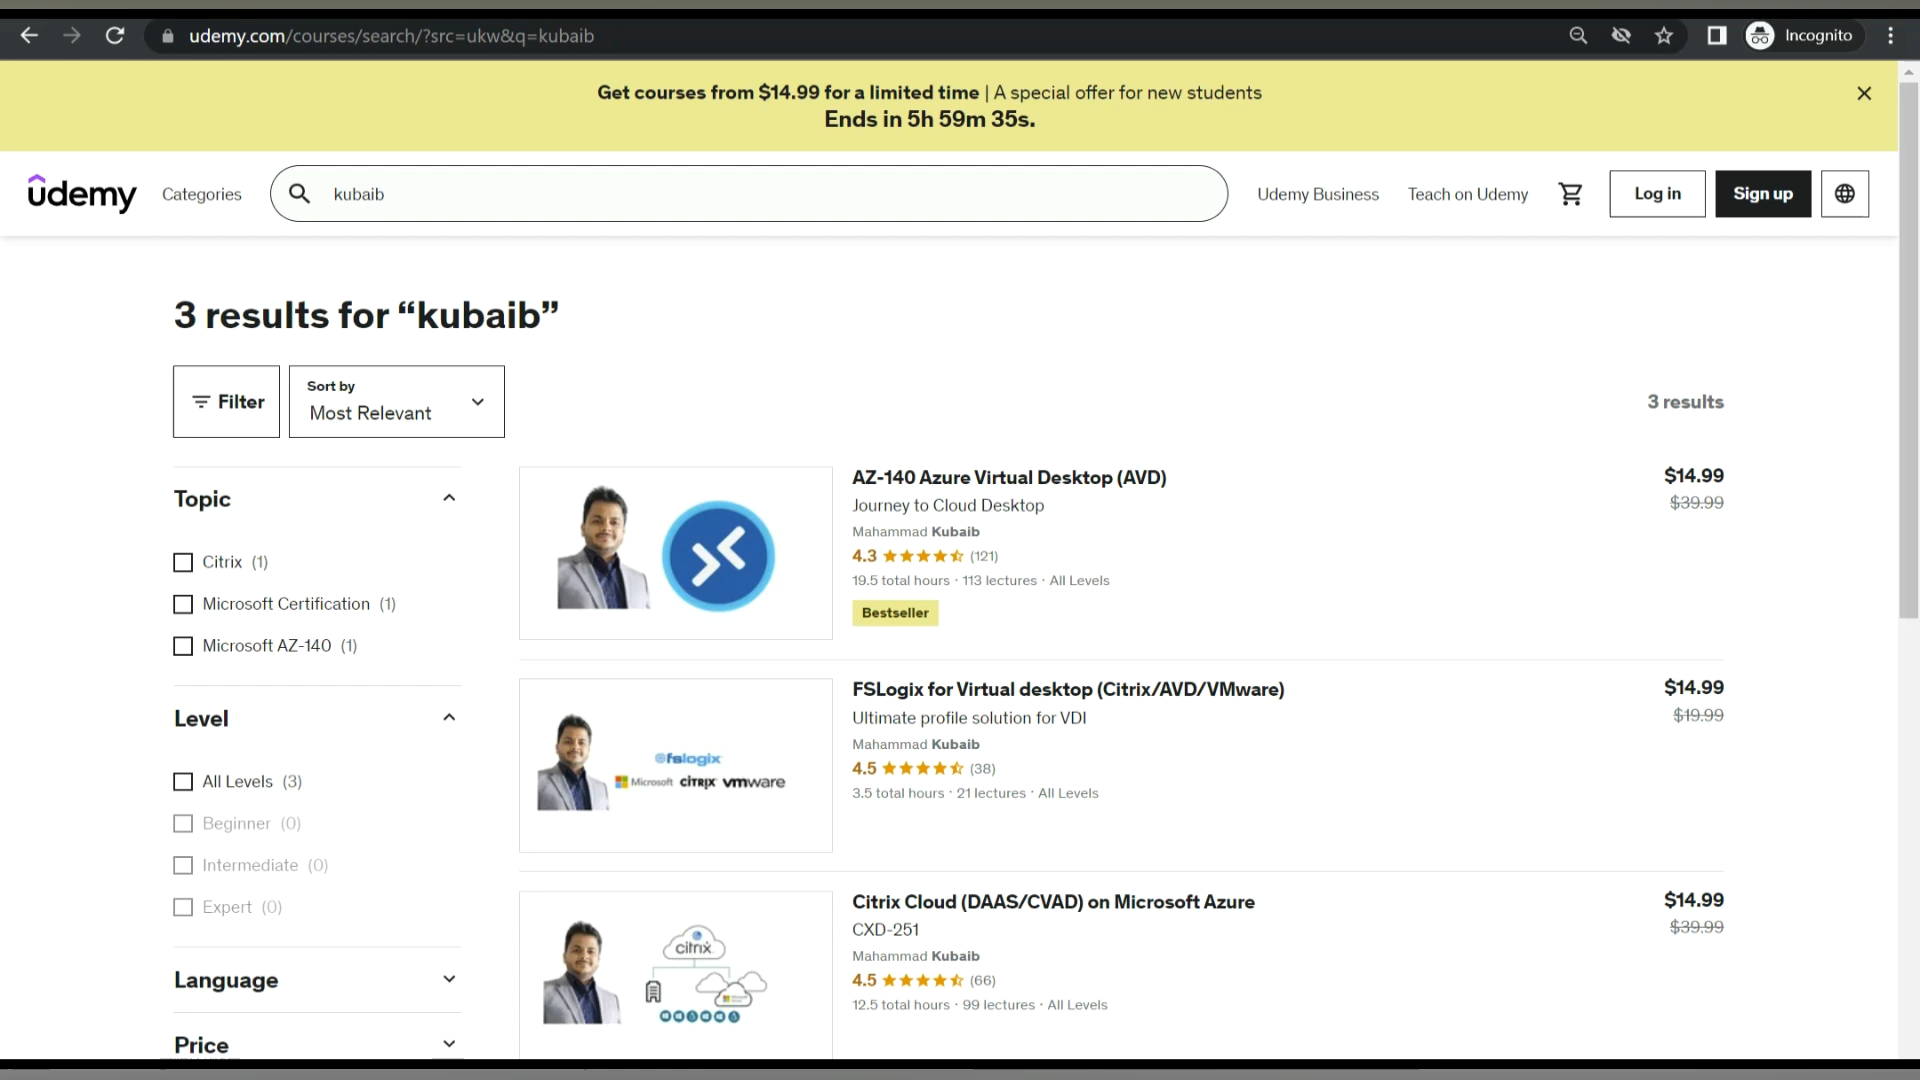 udemy.com/courses/search/?src=ukw&q=kubaib
Incognito
Get courses from $14.99 for a limited time | A special offer for new students
Ends in 5h 59m 35s.
udemy
Categories
kubaib
Udemy Business
Teach on Udemy
Log in
Sign up
3 results for “kubaib”
Filter
Sort by
Most Relevant
3 results
Topic
Citrix (1)
Microsoft Certification (1)
Microsoft AZ-140 (1)
Level
All Levels (3)
Beginner (0)
Intermediate (0)
Expert (0)
Language
Price
AZ-140 Azure Virtual Desktop (AVD)
Journey to Cloud Desktop
Mahammad Kubaib
4.3 (121)
19.5 total hours · 113 lectures · All Levels
Bestseller
$14.99
$39.99
fslogix
Microsoft CİTRIX vmware
FSLogix for Virtual desktop (Citrix/AVD/VMware)
Ultimate profile solution for VDI
Mahammad Kubaib
4.5 (38)
3.5 total hours · 21 lectures · All Levels
$14.99
$19.99
citrix
Citrix Cloud (DAAS/CVAD) on Microsoft Azure
CXD-251
Mahammad Kubaib
4.5 (66)
12.5 total hours · 99 lectures · All Levels
$14.99
$39.99